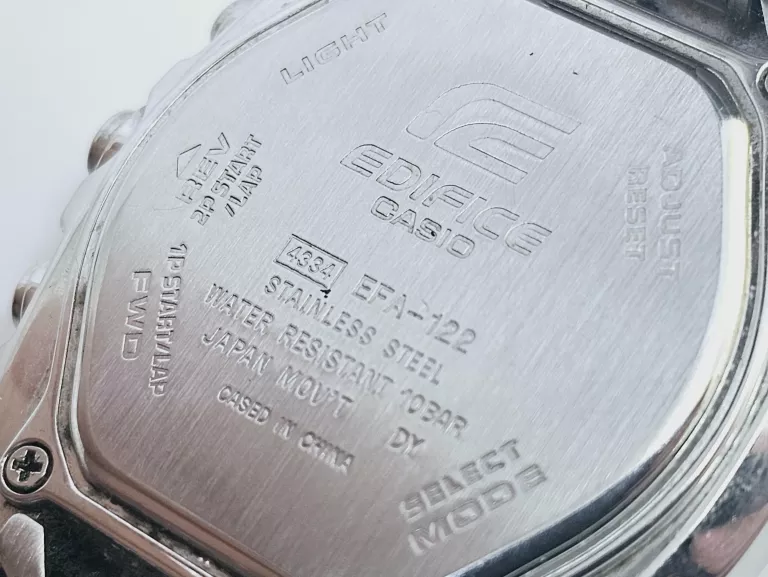 LIGHT
EDIFICE
CASIO
ADJUST
RESET
REV
2P START
/LAP
1P START/LAP
FWD
4334 EFA-122
STAINLESS STEEL
WATER RESISTANT 10BAR
JAPAN MOV'T DY
CASED IN CHINA
SELECT
MODE